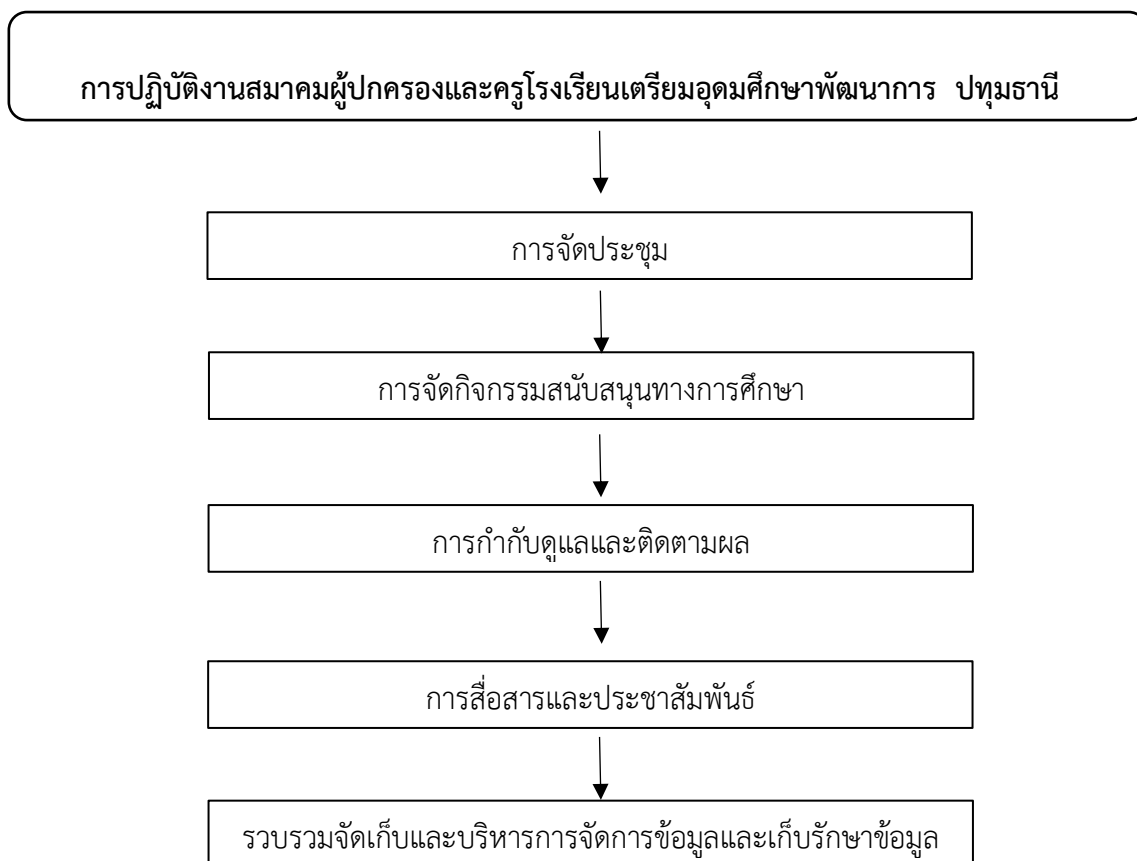 การปฏิบัติงานสมาคมผู้ปกครองและครูโรงเรียนเตรียมอุดมศึกษาพัฒนาการ ปทุมธานี
การจัดประชุม
การจัดกิจกรรมสนับสนุนทางการศึกษา
การกำกับดูแลและติดตามผล
การสื่อสารและประชาสัมพันธ์
รวบรวมจัดเก็บและบริหารการจัดการข้อมูลและเก็บรักษาข้อมูล